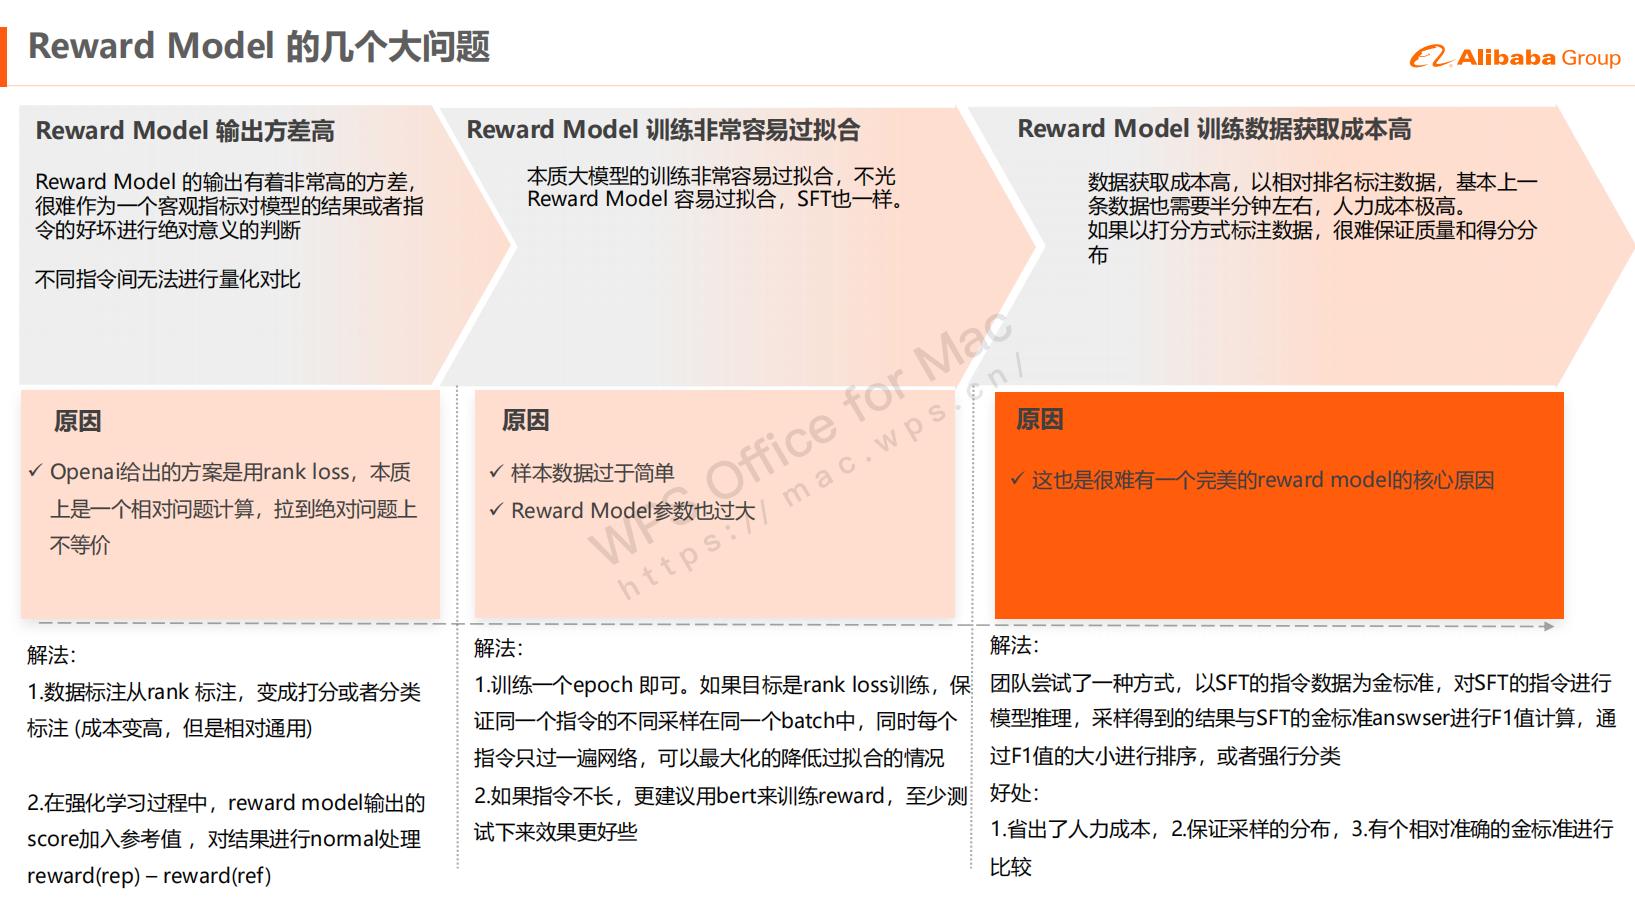 Reward Model 的几个大问题
Alibaba Group
Reward Model 输出方差高
Reward Model 的输出有着非常高的方差，
很难作为一个客观指标对模型的结果或者指
令的好坏进行绝对意义的判断
不同指令间无法进行量化对比
Reward Model 训练非常容易过拟合
本质大模型的训练非常容易过拟合，不光
Reward Model 容易过拟合，SFT也一样。
Reward Model 训练数据获取成本高
数据获取成本高，以相对排名标注数据，基本上一
条数据也需要半分钟左右，人力成本极高。
如果以打分方式标注数据，很难保证质量和得分分
布
原因
✓ Openai给出的方案是用rank loss，本质
上是一个相对问题计算，拉到绝对问题上
不等价
原因
✓ 样本数据过于简单
✓ Reward Model参数也过大
原因
✓ 这也是很难有一个完美的reward model的核心原因
WPS Office for Mac
https://mac.wps.cn/
解法：
1.数据标注从rank 标注，变成打分或者分类
标注 (成本变高，但是相对通用)
2.在强化学习过程中，reward model输出的
score加入参考值 ，对结果进行normal处理
reward(rep) – reward(ref)
解法：
1.训练一个epoch 即可。如果目标是rank loss训练，保
证同一个指令的不同采样在同一个batch中，同时每个
指令只过一遍网络，可以最大化的降低过拟合的情况
2.如果指令不长，更建议用bert来训练reward，至少测
试下来效果更好些
解法：
团队尝试了一种方式，以SFT的指令数据为金标准，对SFT的指令进行
模型推理，采样得到的结果与SFT的金标准answser进行F1值计算，通
过F1值的大小进行排序，或者强行分类
好处：
1.省出了人力成本，2.保证采样的分布，3.有个相对准确的金标准进行
比较